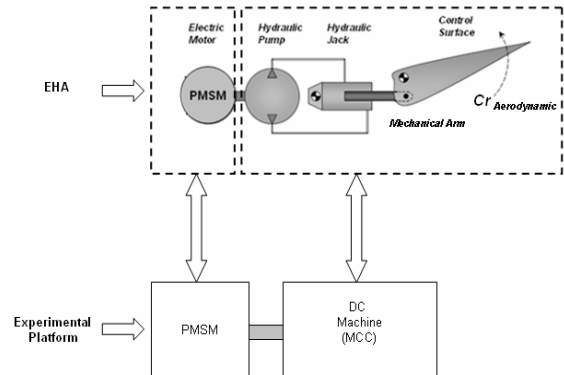 Electric
Motor
Hydraulic
Pump
Hydraulic
Jack
Control
Surface
EHA
PMSM
Cr Aerodynamic
Mechanical Arm
Experimental
Platform
PMSM
DC
Machine
(MCC)